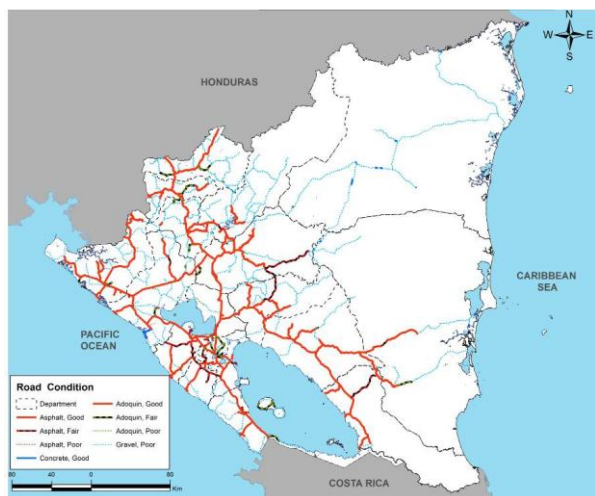 N
W E
S
HONDURAS
CARIBBEAN
SEA
PACIFIC
OCEAN
Road Condition
Department
Adoquin, Good
Asphalt, Good
Adoquin, Fair
Asphalt, Fair
Adoquin, Poor
Asphalt, Poor
Gravel, Poor
Concrete, Good
80 40 0 80
Km
COSTA RICA